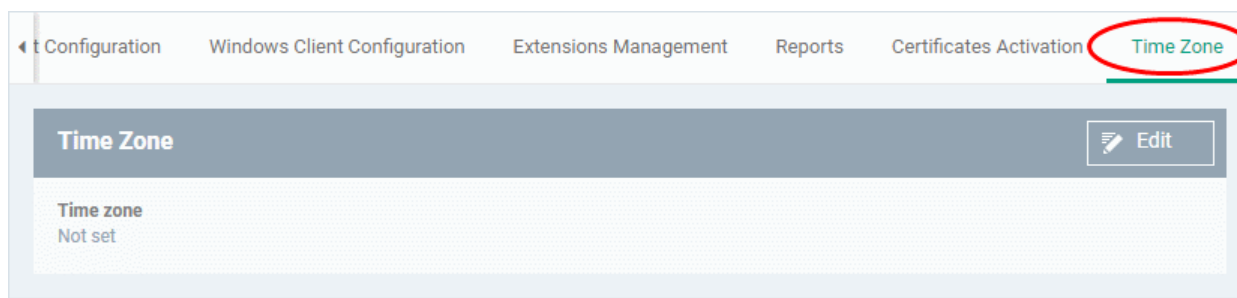 t Configuration Windows Client Configuration Extensions Management Reports Certificates Activation Time Zone
Time Zone Edit
Time zone
Not set